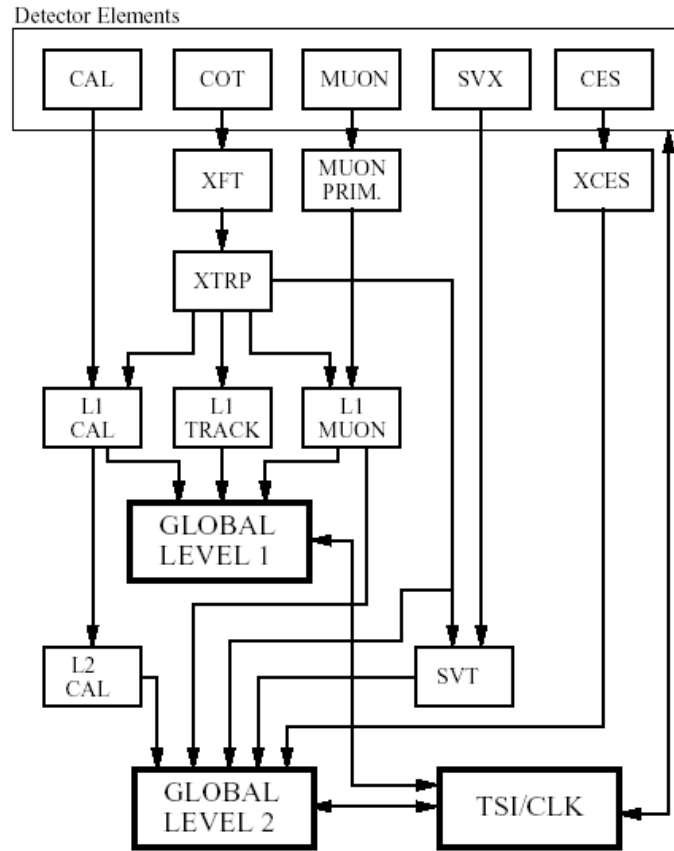 Detector Elements
CAL
COT
MUON
SVX
CES
XFT
MUON
PRIM.
XCES
XTRP
L1
CAL
L1
TRACK
L1
MUON
GLOBAL
LEVEL 1
L2
CAL
SVT
GLOBAL
LEVEL 2
TSI/CLK